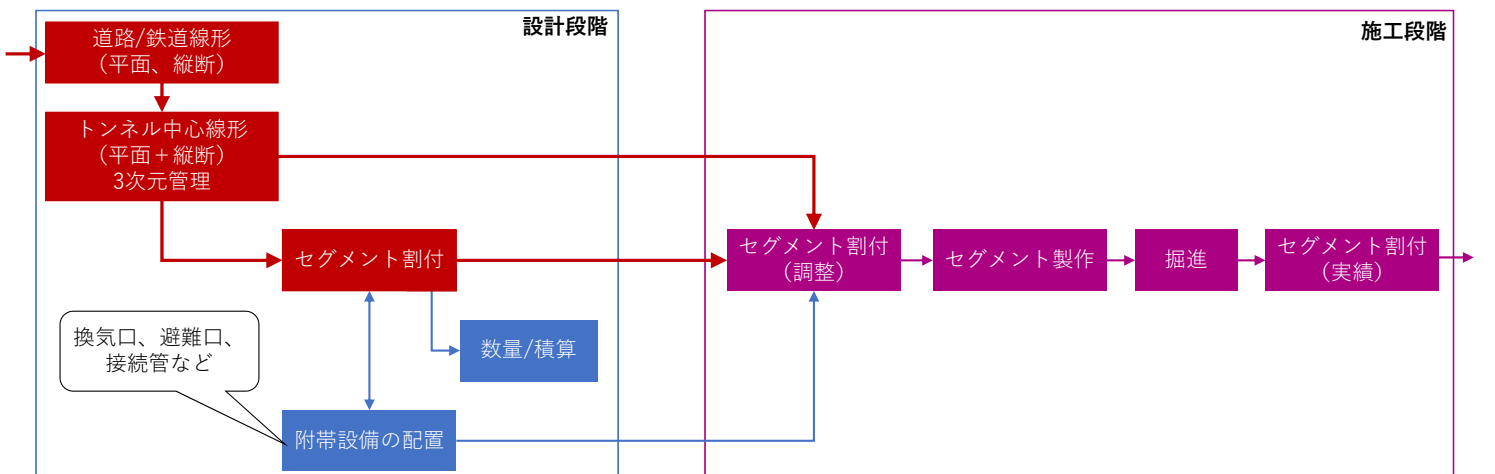 設計段階
道路/鉄道線形
（平面、縦断）
トンネル中心線形
（平面＋縦断）
3次元管理
セグメント割付
数量/積算
換気口、避難口、
接続管など
附帯設備の配置
施工段階
セグメント割付
（調整）
セグメント製作
掘進
セグメント割付
（実績）